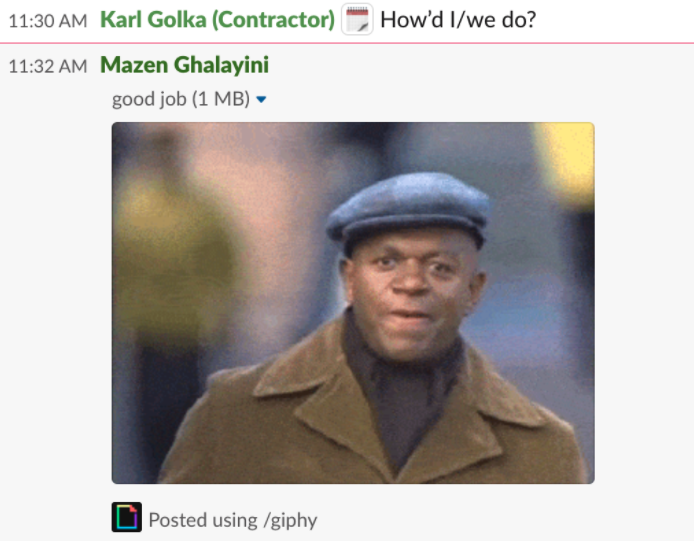 11:30 AM Karl Golka (Contractor) How’d I/we do?
11:32 AM Mazen Ghalayini
good job (1 MB)
Posted using /giphy